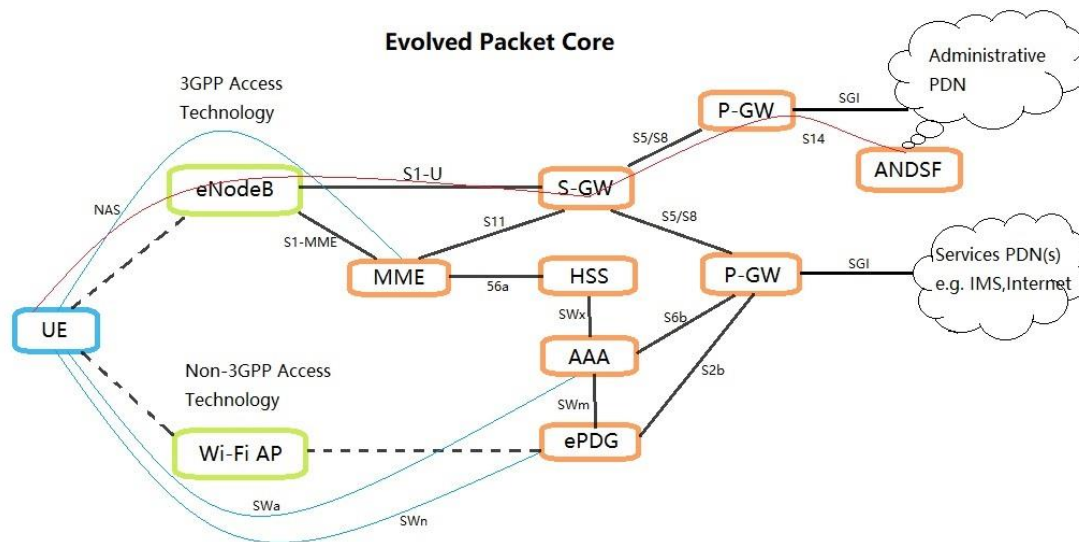 Evolved Packet Core
Administrative
PDN
3GPP Access
Technology
P-GW
SGI
S5/S8
S14
ANDSF
eNodeB
S1-U
S-GW
NAS
S11
S5/S8
S1-MME
Services PDN(s)
e.g. IMS,Internet
MME
56a
HSS
P-GW
SGI
UE
SWx
S6b
AAA
S2b
Non-3GPP Access
Technology
SWm
Wi-Fi AP
ePDG
SWa
SWn